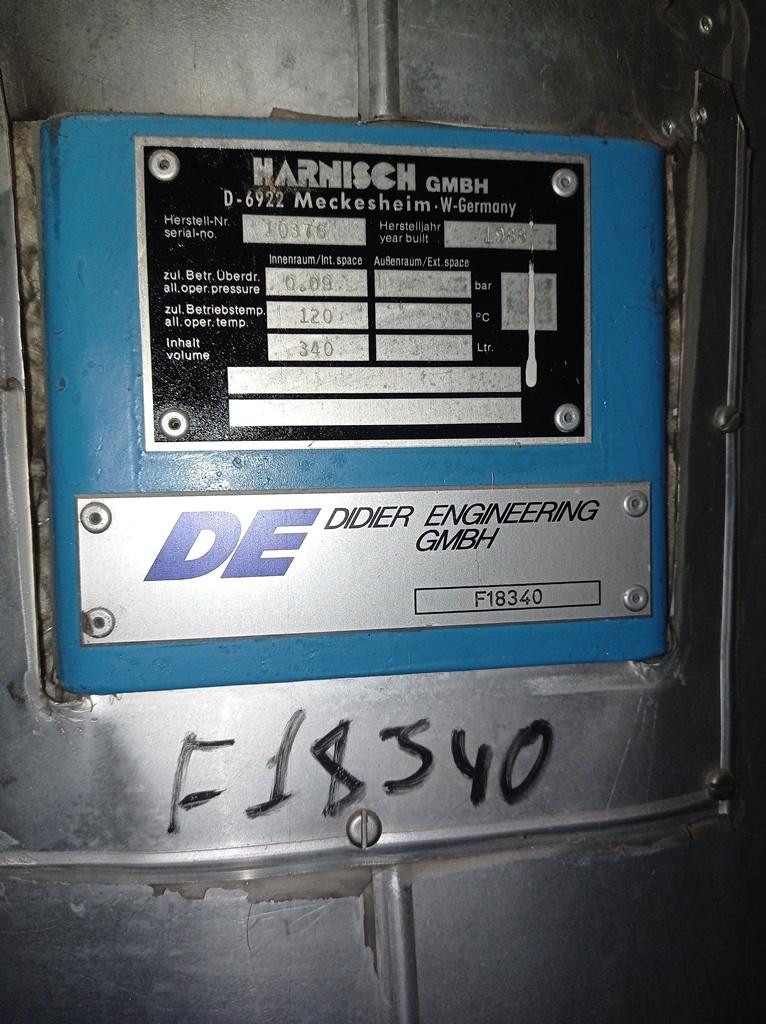 HARNISCH GMBH
D-6922 Meckesheim·W-Germany
Herstell-Nr. 10376 Herstelljahr 1988
serial-no. year built
Innenraum/Int. space Außenraum/Ext. space
zul. Betr. Überdr. 0.09 bar
all.oper.pressure
zul. Betriebstemp. 120 °C
all.oper.temp.
Inhalt 340 Ltr.
volume
DE DIDIER ENGINEERING
GMBH
F18340
F18340